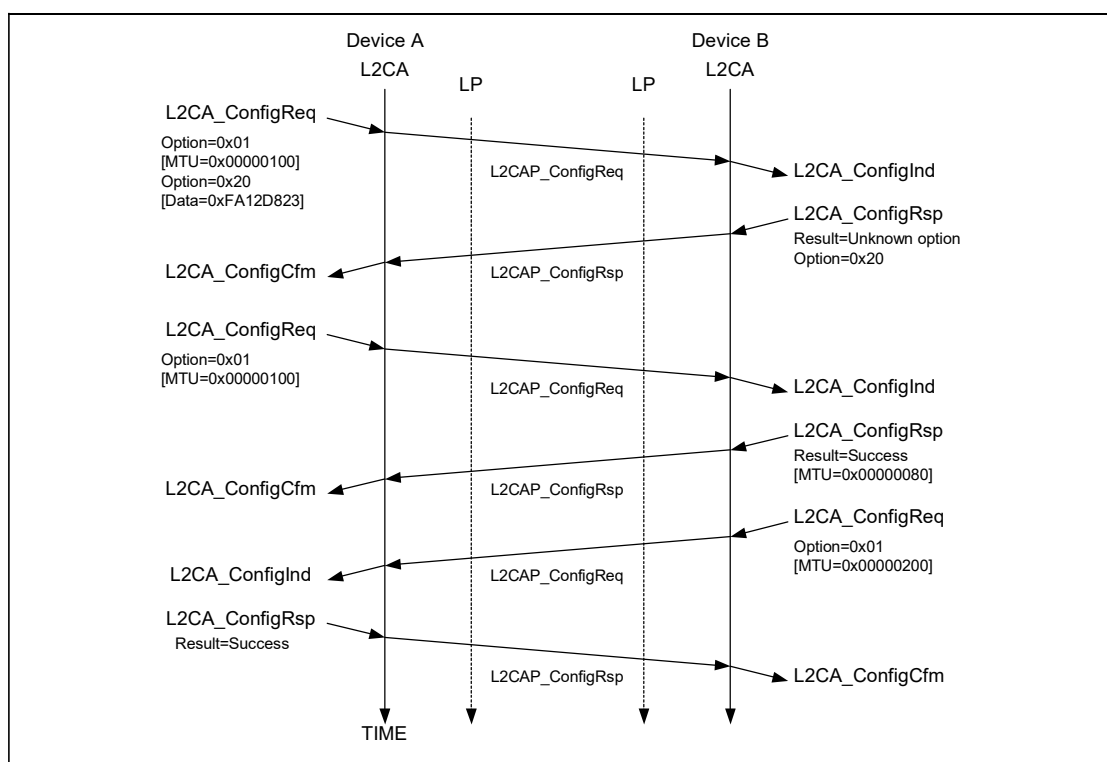 Device A
Device B
L2CA
L2CA
LP
LP
L2CA_ConfigReq
Option=0x01
[MTU=0x00000100]
Option=0x20
[Data=0xFA12D823]
L2CAP_ConfigReq
L2CA_ConfigInd
L2CA_ConfigRsp
Result=Unknown option
Option=0x20
L2CA_ConfigCfm
L2CAP_ConfigRsp
L2CA_ConfigReq
Option=0x01
[MTU=0x00000100]
L2CAP_ConfigReq
L2CA_ConfigInd
L2CA_ConfigRsp
Result=Success
[MTU=0x00000080]
L2CA_ConfigCfm
L2CAP_ConfigRsp
L2CA_ConfigReq
Option=0x01
[MTU=0x00000200]
L2CA_ConfigInd
L2CAP_ConfigReq
L2CA_ConfigRsp
Result=Success
L2CAP_ConfigRsp
L2CA_ConfigCfm
TIME